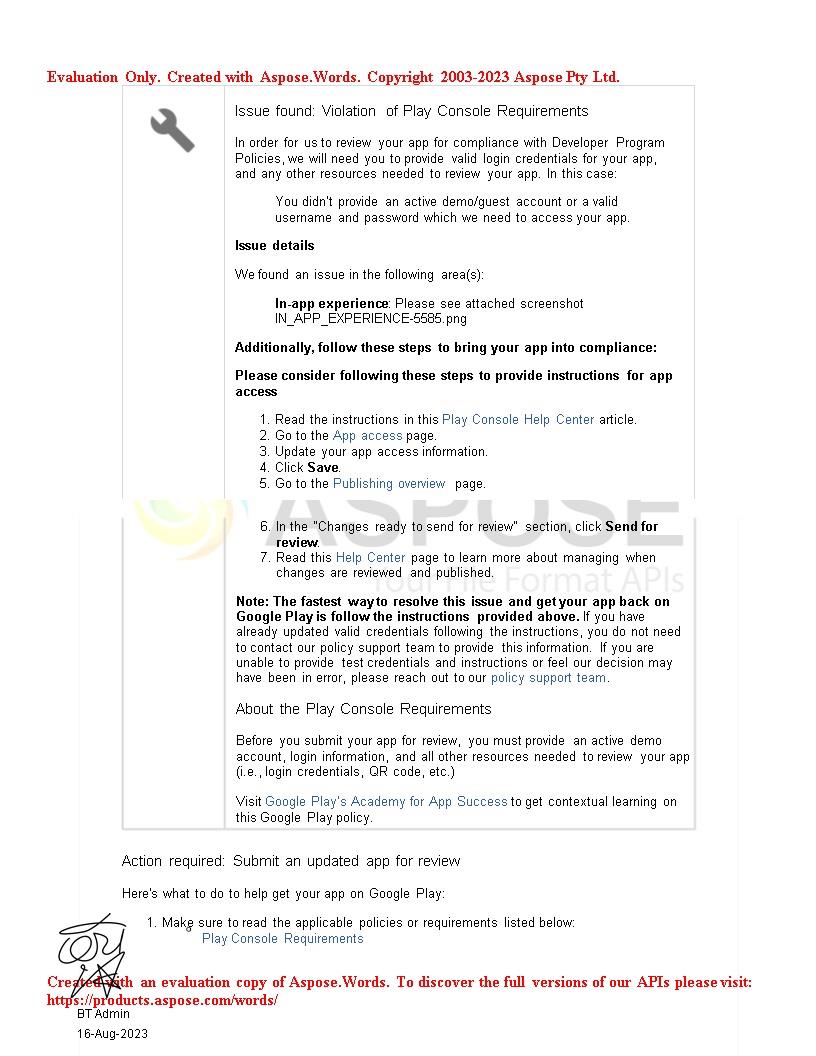 Evaluation Only. Created with Aspose.Words. Copyright 2003-2023 Aspose Pty Ltd.
Issue found: Violation of Play Console Requirements
In order for us to review your app for compliance with Developer Program
Policies, we will need you to provide valid login credentials for your app,
and any other resources needed to review your app. In this case:
You didn't provide an active demo/guest account or a valid
username and password which we need to access your app.
Issue details
We found an issue in the following area(s):
In-app experience: Please see attached screenshot
IN_APP_EXPERIENCE-5585.png
Additionally, follow these steps to bring your app into compliance:
Please consider following these steps to provide instructions for app
access
1. Read the instructions in this Play Console Help Center article.
2. Go to the App access page.
3. Update your app access information.
4. Click Save.
5. Go to the Publishing overview page.
ASPOSE
6. In the "Changes ready to send for review" section, click Send for
review.
7. Read this Help Center page to learn more about managing when
changes are reviewed and published.
Your File Format APIs
Note: The fastest way to resolve this issue and get your app back on
Google Play is follow the instructions provided above. If you have
already updated valid credentials following the instructions, you do not need
to contact our policy support team to provide this information. If you are
unable to provide test credentials and instructions or feel our decision may
have been in error, please reach out to our policy support team.
About the Play Console Requirements
Before you submit your app for review, you must provide an active demo
account, login information, and all other resources needed to review your app
(i.e., login credentials, QR code, etc.)
Visit Google Play's Academy for App Success to get contextual learning on
this Google Play policy.
Action required: Submit an updated app for review
Here's what to do to help get your app on Google Play:
1. Make sure to read the applicable policies or requirements listed below:
Play Console Requirements
Created with an evaluation copy of Aspose.Words. To discover the full versions of our APIs please visit:
https://products.aspose.com/words/
BT Admin
16-Aug-2023